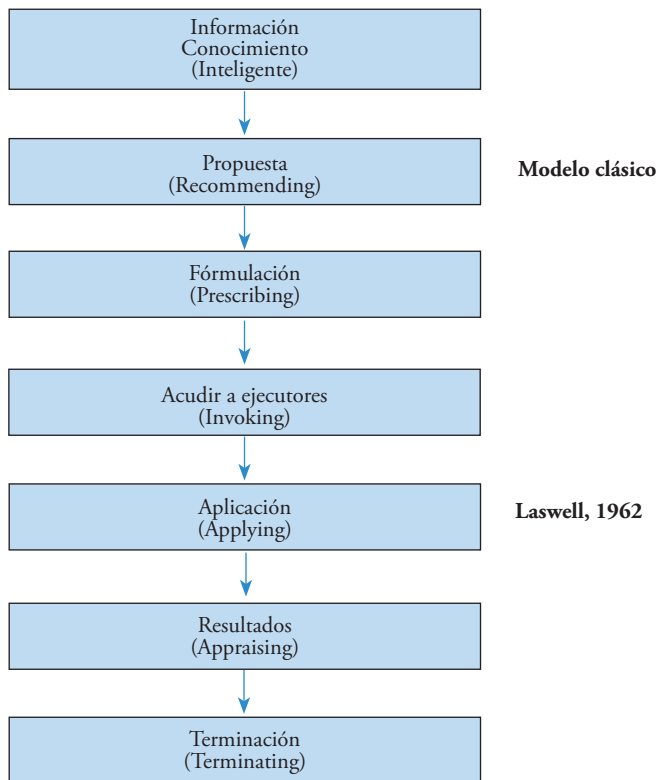 Información
Conocimiento
(Inteligente)
Propuesta
(Recommending)
Modelo clásico
Fórmulación
(Prescribing)
Acudir a ejecutores
(Invoking)
Aplicación
(Applying)
Laswell, 1962
Resultados
(Appraising)
Terminación
(Terminating)